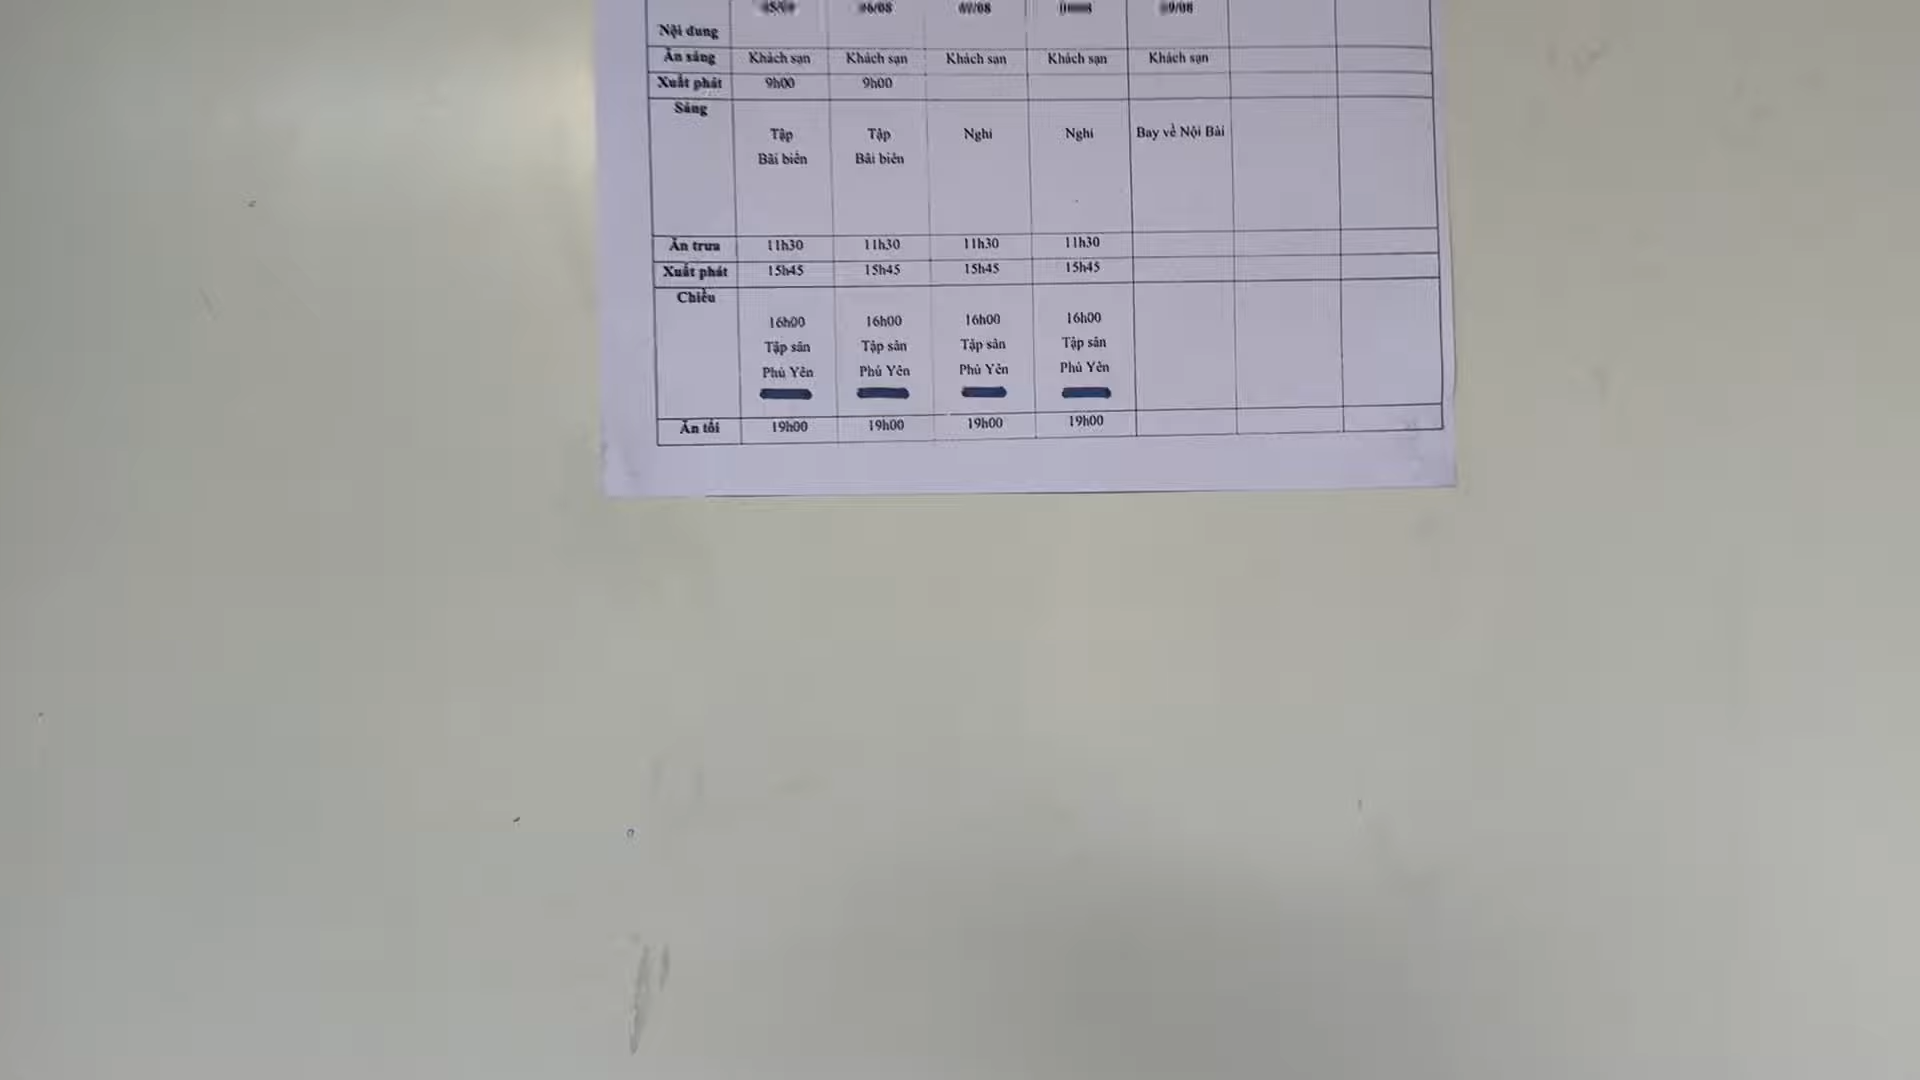 Nội dung
Ăn sáng Khách sạn Khách sạn Khách sạn Khách sạn Khách sạn
Xuất phát 9h00 9h00
Sáng
Tập Tập Nghỉ Nghỉ Bay về Nội Bài
Bãi biển Bãi biển
Ăn trưa 11h30 11h30 11h30 11h30
Xuất phát 15h45 15h45 15h45 15h45
Chiều
16h00 16h00 16h00 16h00
Tập sân Tập sân Tập sân Tập sân
Phú Yên Phú Yên Phú Yên Phú Yên
Ăn tối 19h00 19h00 19h00 19h00